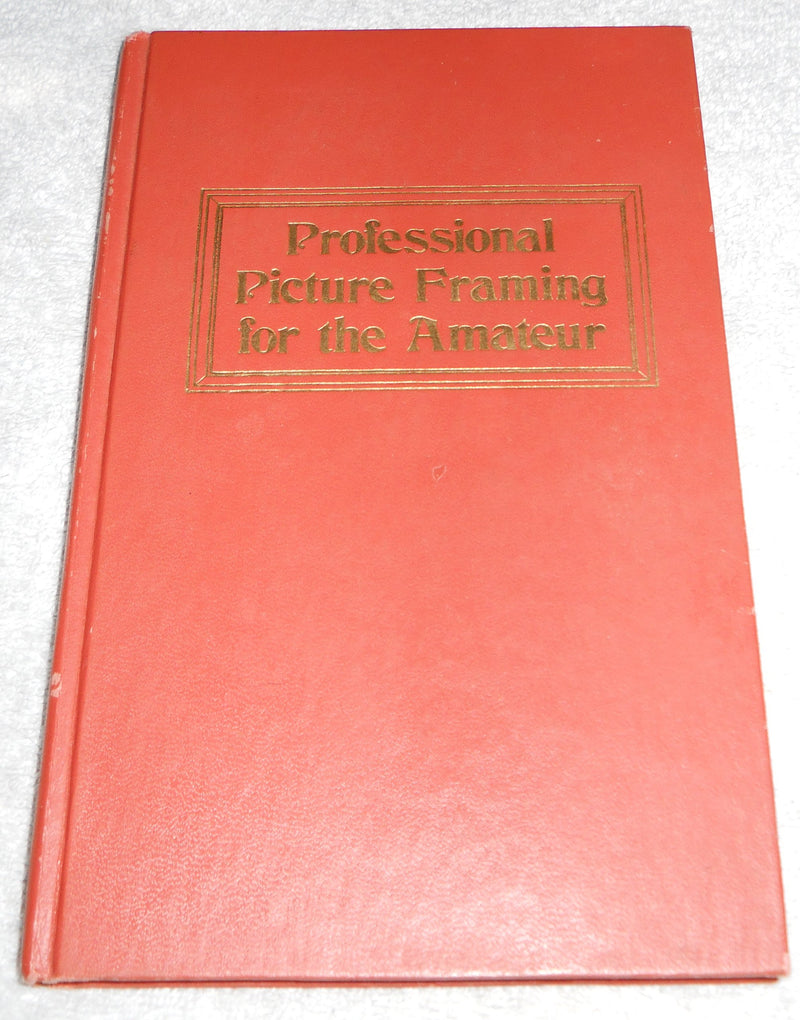 Professional
Picture Framing
for the Amateur